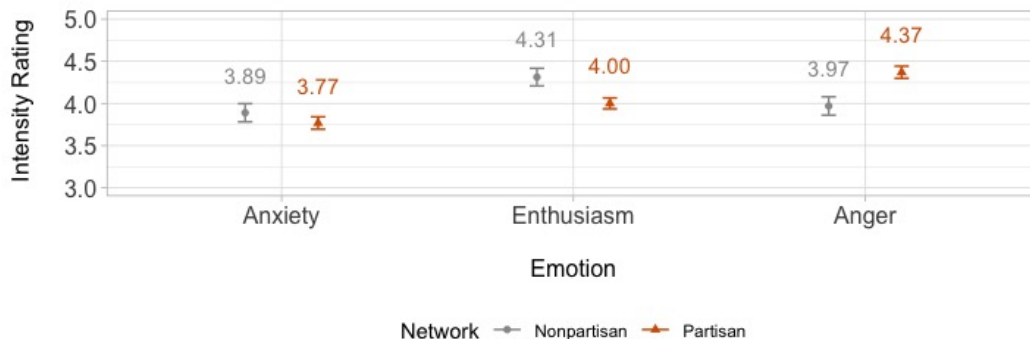 5.0
4.31
4.37
4.5
3.89
3.77
4.00
3.97
4.0
3.5
3.0
Intensity Rating
Anxiety Enthusiasm Anger
Emotion
Network Nonpartisan Partisan